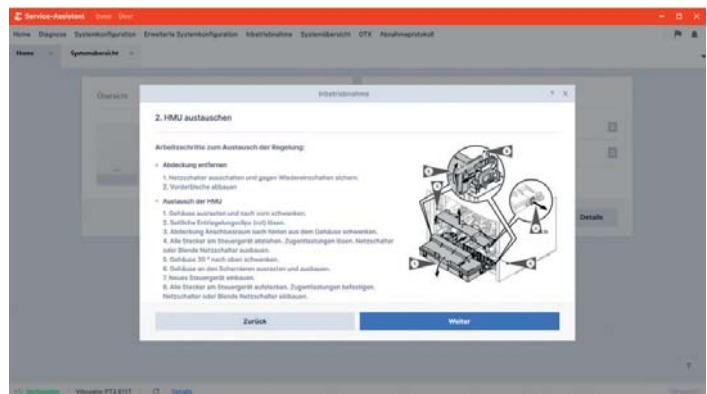 Service-Assistent Datei Über
Home Diagnose Systemkonfiguration Erweiterte Systemkonfiguration Inbetriebnahme Systemübersicht OTX Abnahmeprotokoll
Home Systemübersicht
Übersicht
Inbetriebnahme ? X
2. HMU austauschen
Arbeitsschritte zum Austausch der Regelung:
Abdeckung entfernen
1. Netzschalter ausschalten und gegen Wiedereinschalten sichern.
2. Vorderbleche abbauen
Austausch der HMU
1. Gehäuse ausrasten und nach vorn schwenken.
2. Seitliche Entriegelungsclips (rot) lösen.
3. Abdeckung Anschlussraum nach hinten aus dem Gehäuse schwenken.
4. Alle Stecker am Steuergerät abziehen. Zugentlastungen lösen. Netzschalter
oder Blende Netzschalter ausbauen.
5. Gehäuse 30 ° nach oben schwenken.
6. Gehäuse an den Scharnieren ausrasten und ausbauen.
7. Neues Steuergerät einbauen.
8. Alle Stecker am Steuergerät aufstecken. Zugentlastungen befestigen.
Netzschalter oder Blende Netzschalter einbauen.
Details
Zurück Weiter
Verbunden Details